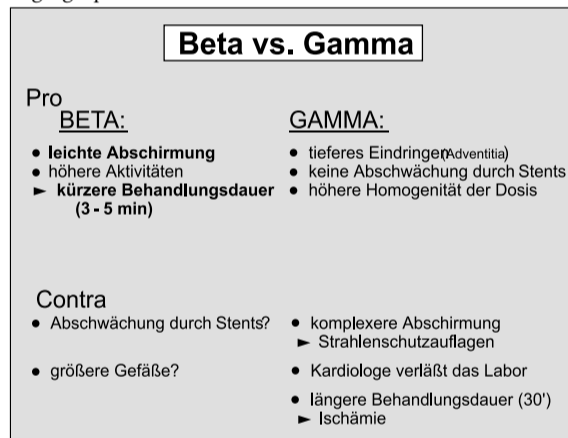 Beta vs. Gamma
Pro
BETA:
● leichte Abschirmung
● höhere Aktivitäten
► kürzere Behandlungsdauer
(3 - 5 min)
GAMMA:
● tieferes Eindringen(Adventitia)
● keine Abschwächung durch Stents
● höhere Homogenität der Dosis
Contra
● Abschwächung durch Stents?
● größere Gefäße?
● komplexere Abschirmung
► Strahlenschutzauflagen
● Kardiologe verläßt das Labor
● längere Behandlungsdauer (30')
► Ischämie